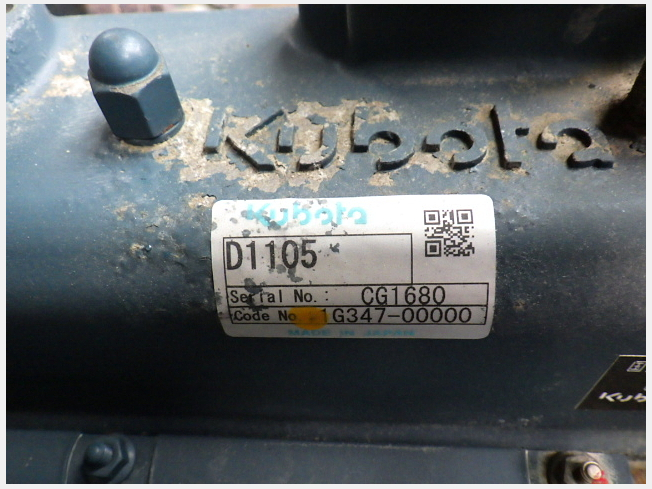 Kubota
Kubota
D1105
Serial No.: CG1680
Code No. 1G347-00000
MADE IN JAPAN